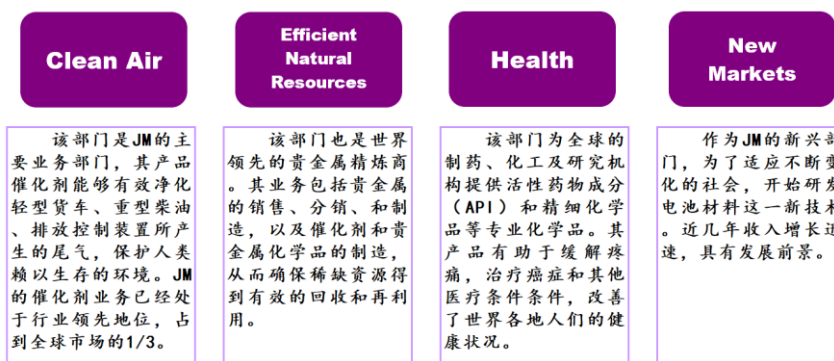 Clean Air
Efficient
Natural
Resources
Health
New
Markets
该部门是JM的主
要业务部门，其产品
催化剂能够有效净化
轻型货车、重型柴油
、排放控制装置所产
生的尾气，保护人类
赖以生存的环境。JM
的催化剂业务已经处
于行业领先地位，占
到全球市场的1/3。
该部门也是世界
领先的贵金属精炼商
。其业务包括贵金属
的销售、分销、和制
造，以及催化剂和贵
金属化学品的制造，
从而确保稀缺资源得
到有效的回收和再利
用。
该部门为全球的
制药、化工及研究机
构提供活性药物成分
（API）和精细化学
品等专业化学品。其
产品有助于缓解疼
痛，治疗癌症和其他
医疗条件条件，改善
了世界各地人们的健
康状况。
作为JM的新兴部
门，为了适应不断变
化的社会，开始研发
电池材料这一新技术
。近几年收入增长迅
速，具有发展前景。